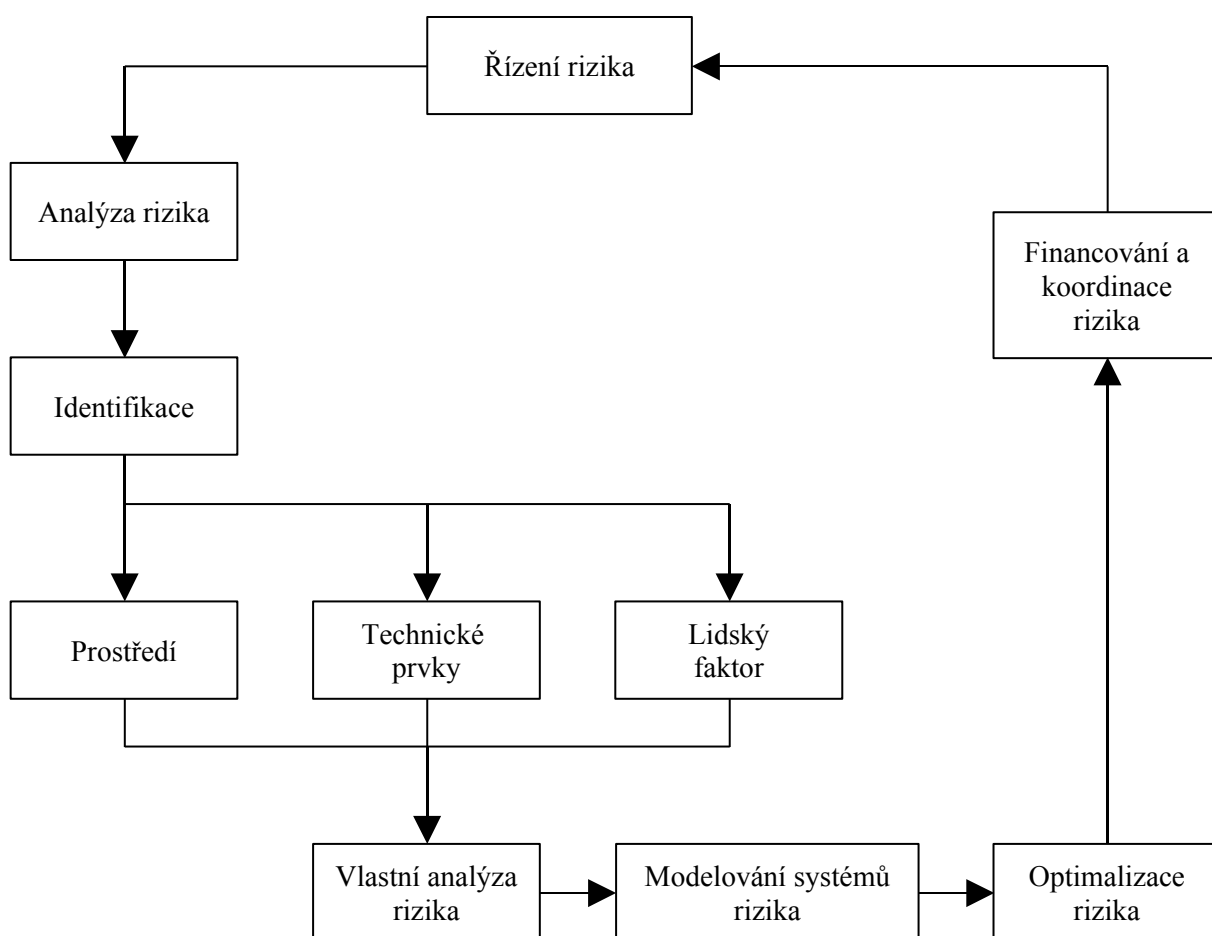 Řízení rizika
Analýza rizika
Financování a
koordinace
rizika
Identifikace
Prostředí
Technické
prvky
Lidský
faktor
Vlastní analýza
rizika
Modelování systémů
rizika
Optimalizace
rizika